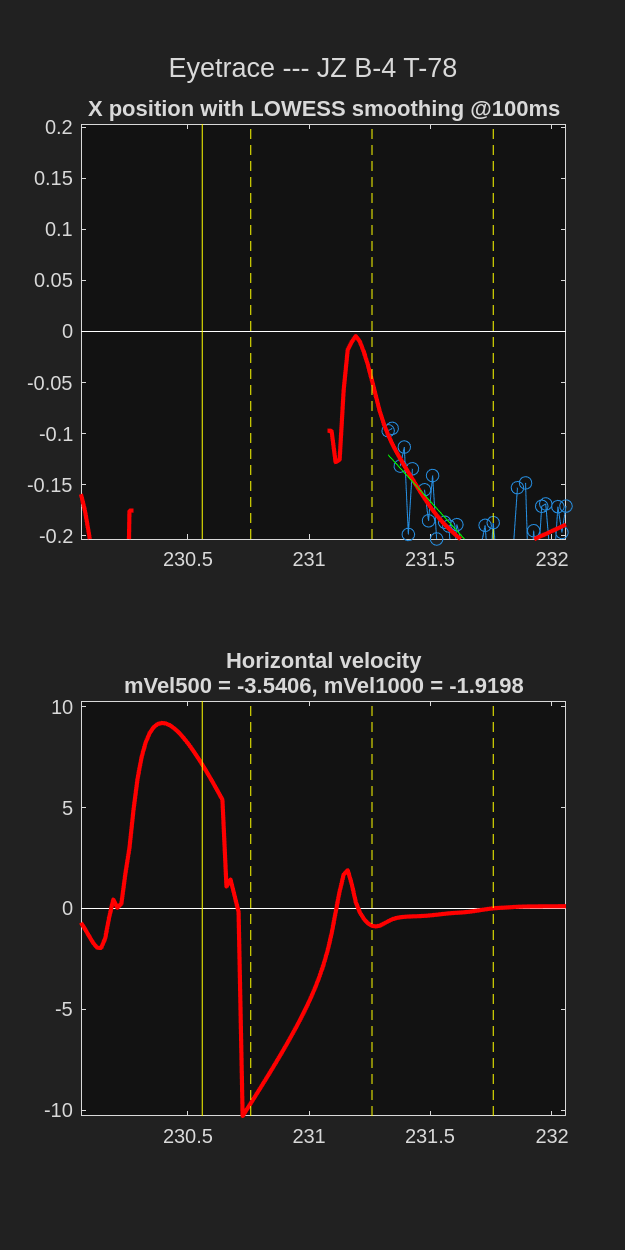 Eyetrace --- JZ B-4 T-78
X position with LOWESS smoothing @100ms
0.2
0.15
0.1
0.05
0
-0.05
-0.1
-0.15
-0.2
230.5 231 231.5 232
Horizontal velocity
mVel500 = -3.5406, mVel1000 = -1.9198
10
5
0
-5
-10
230.5 231 231.5 232